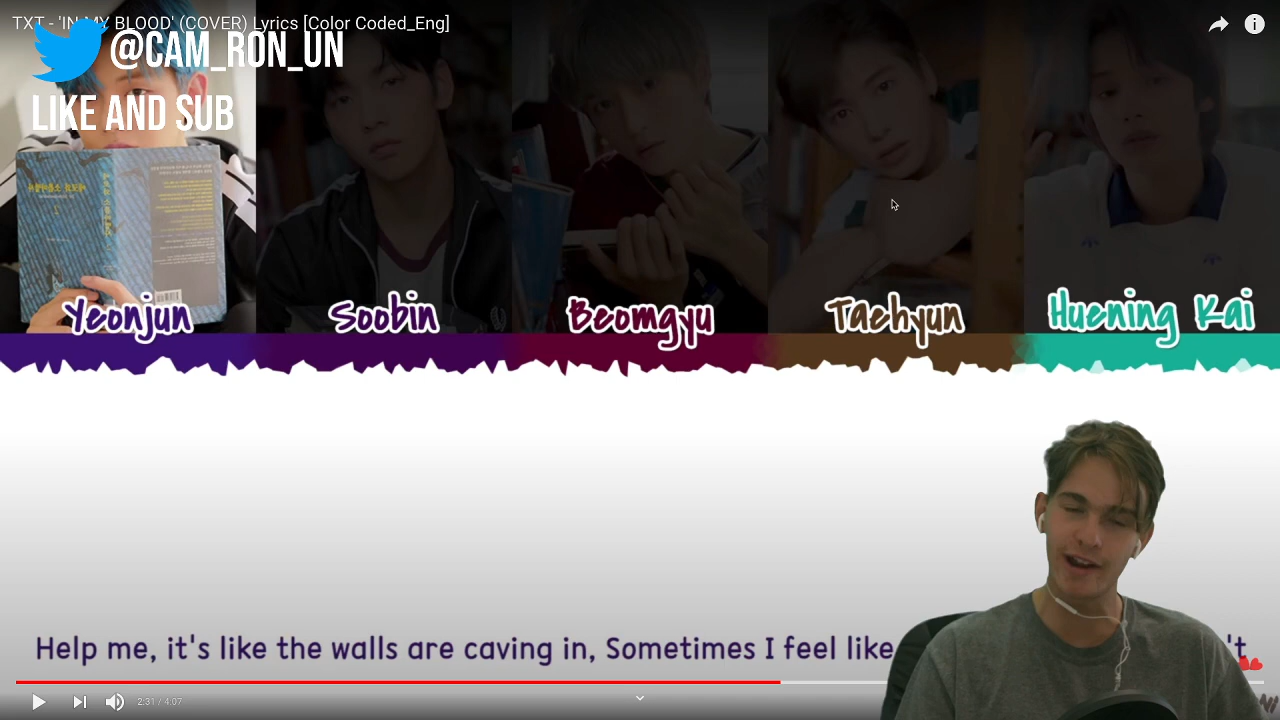 TXT - 'IN MY BLOOD' (COVER) Lyrics [Color Coded_Eng]
@CAM_RON_UN
LIKE AND SUB
Yeonjun
Soobin
Beomgyu
Taehyun
Huening Kai
Help me, it's like the walls are caving in, Sometimes I feel like
2:31 / 4:07